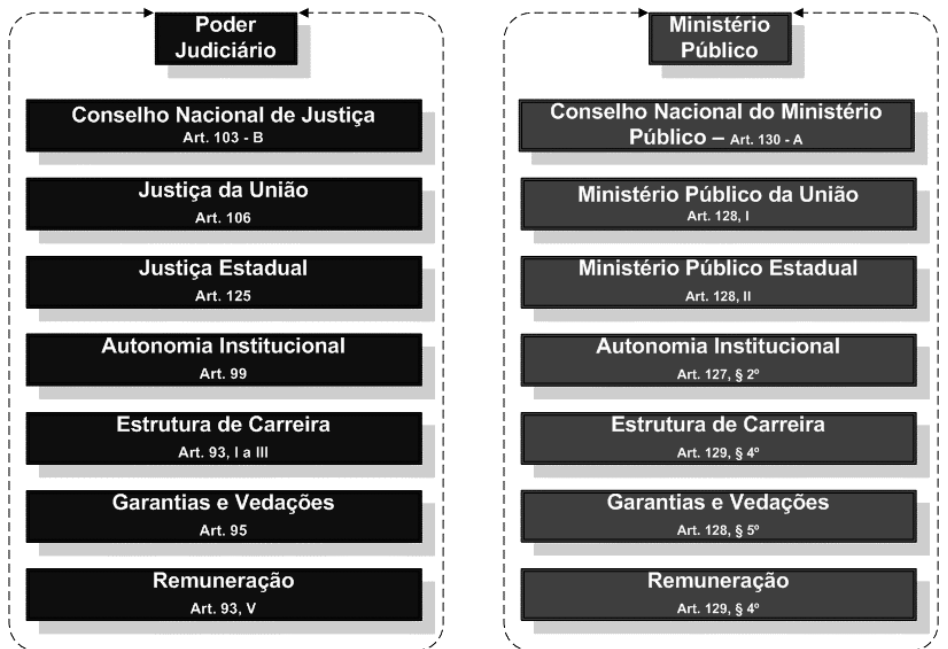 Poder
Judiciário
Conselho Nacional de Justiça
Art. 103 - B
Justiça da União
Art. 106
Justiça Estadual
Art. 125
Autonomia Institucional
Art. 99
Estrutura de Carreira
Art. 93, I a III
Garantias e Vedações
Art. 95
Remuneração
Art. 93, V
Ministério
Público
Conselho Nacional do Ministério
Público – Art. 130 - A
Ministério Público da União
Art. 128, I
Ministério Público Estadual
Art. 128, II
Autonomia Institucional
Art. 127, § 2º
Estrutura de Carreira
Art. 129, § 4º
Garantias e Vedações
Art. 128, § 5º
Remuneração
Art. 129, § 4º